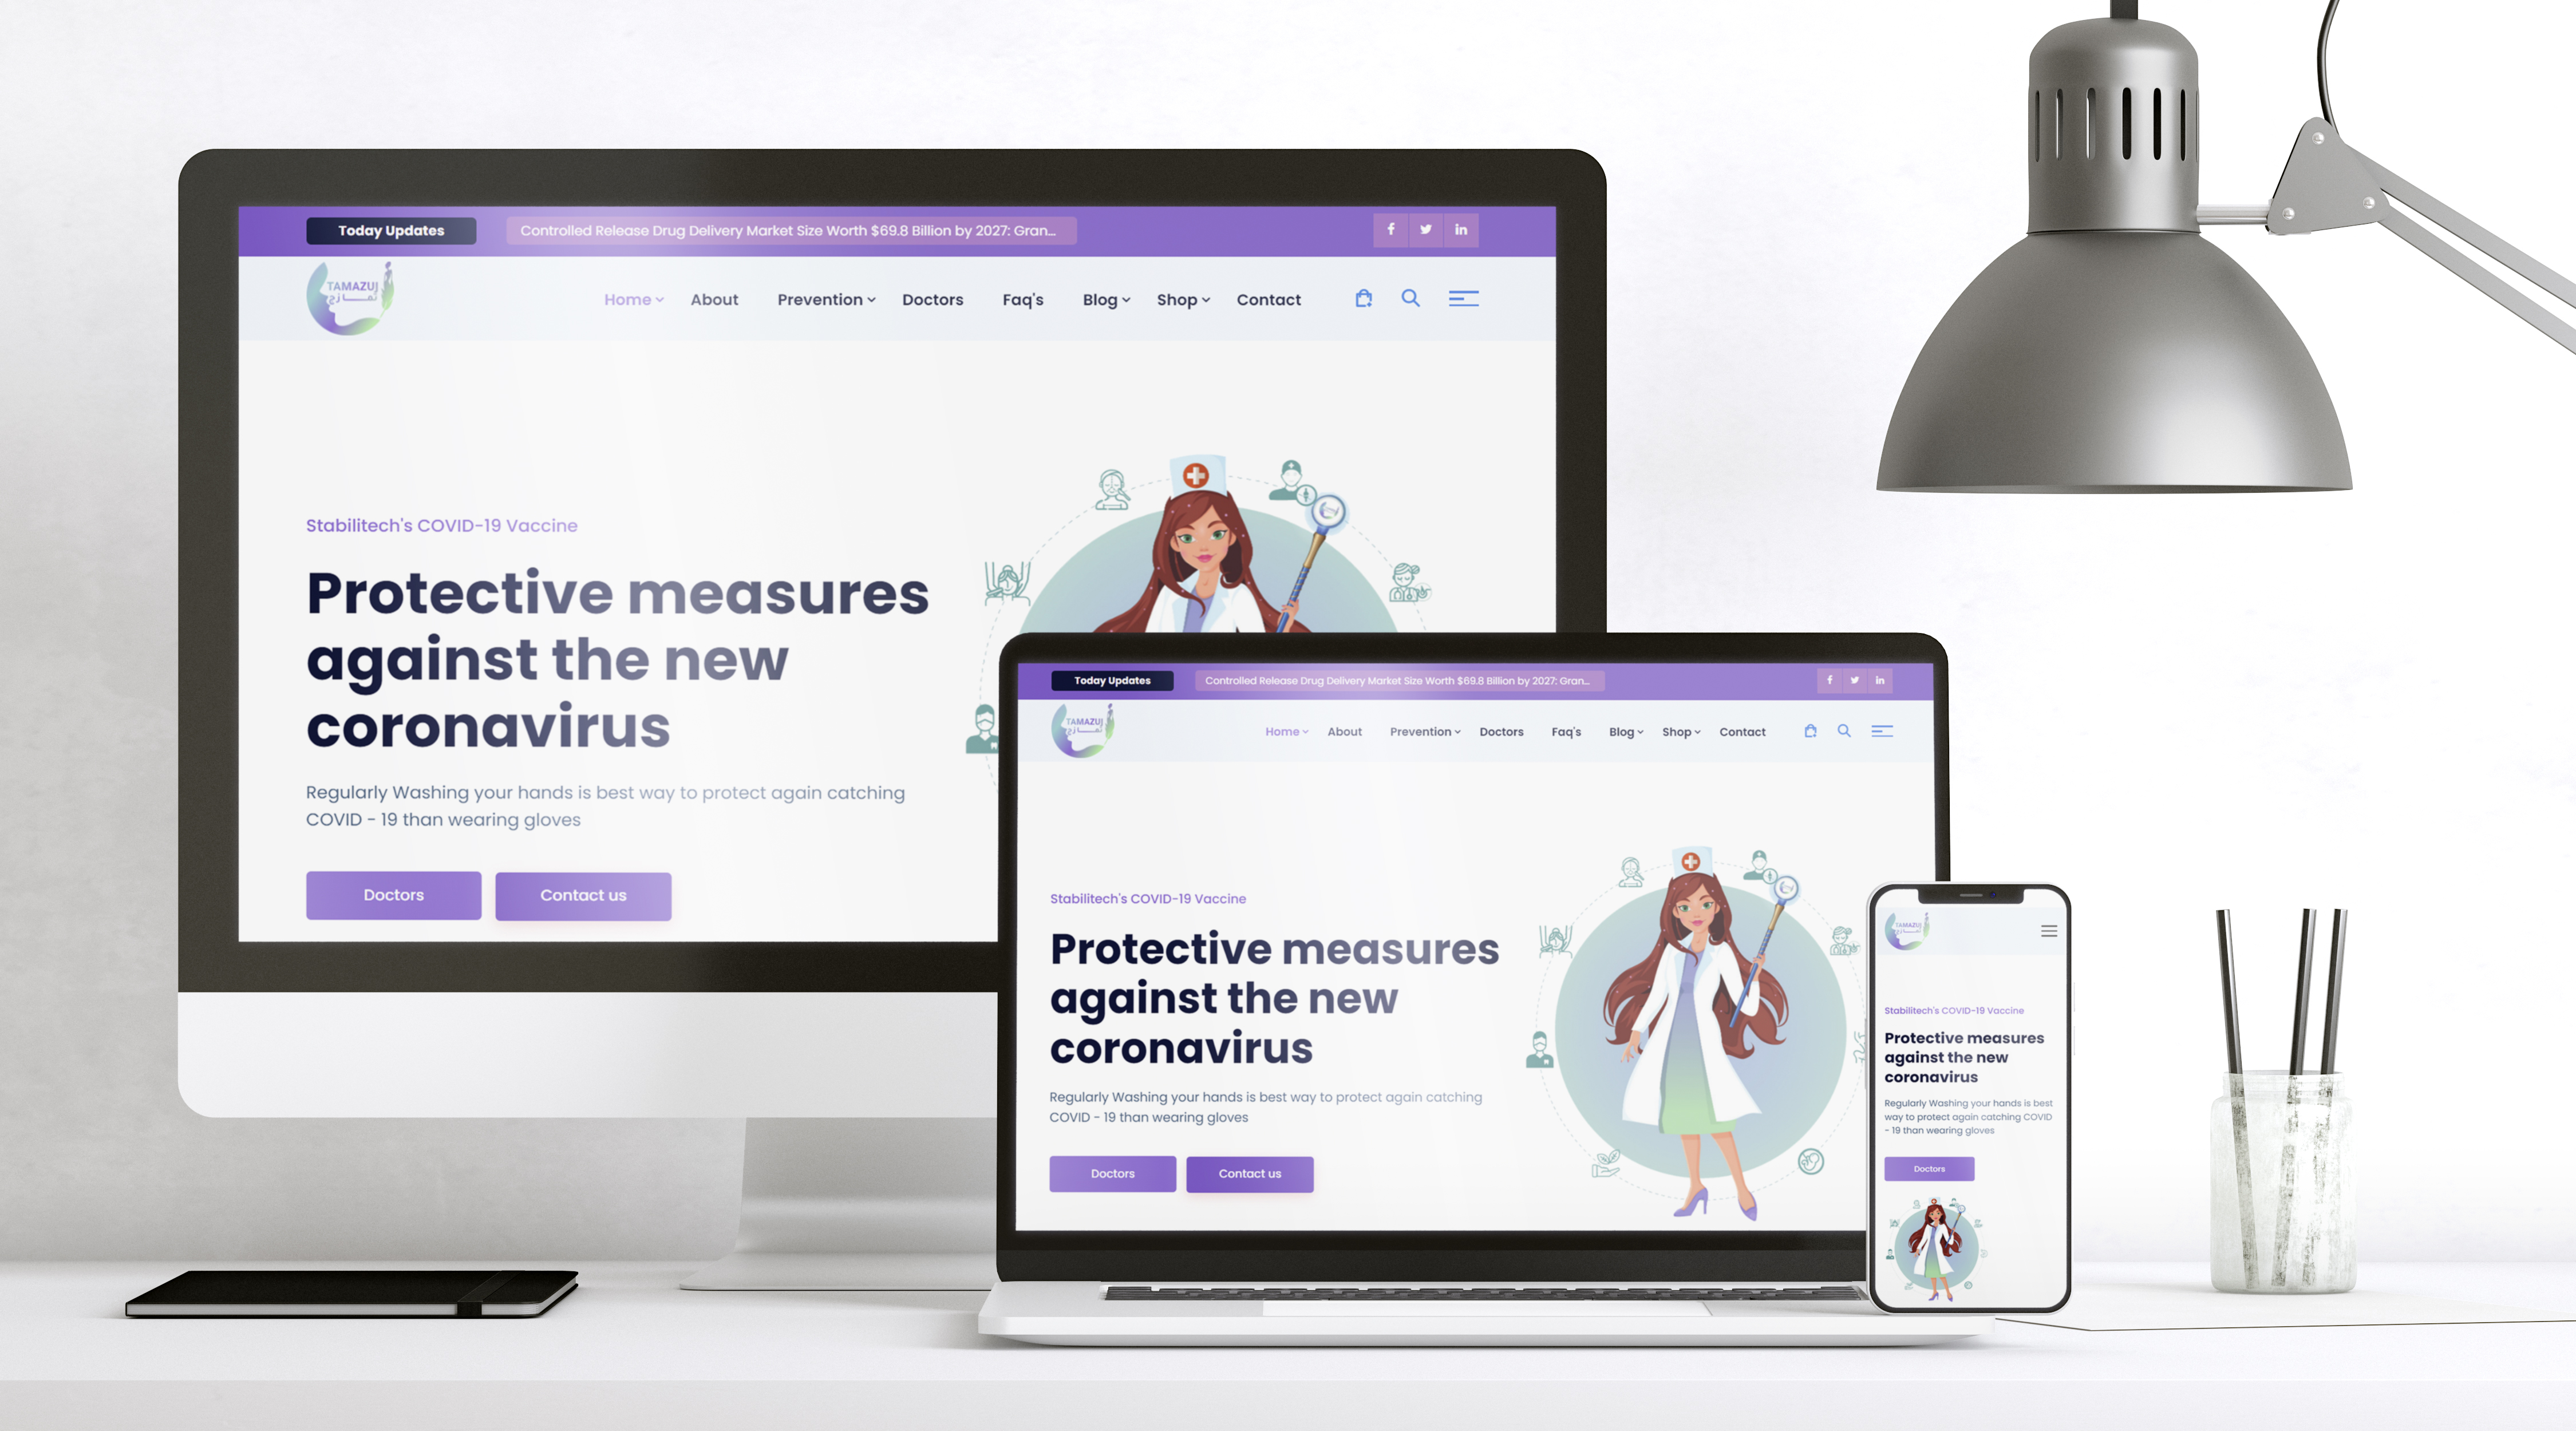 Today Updates
Controlled Release Drug Delivery Market Size Worth $69.8 Billion by 2027: Gran...
f in
TAMAZUJ
تمازج
Home About Prevention Doctors Faq's Blog Shop Contact
Stabilitech's COVID-19 Vaccine
Protective measures
against the new
coronavirus
Regularly Washing your hands is best way to protect again catching
COVID - 19 than wearing gloves
Doctors Contact us
Today Updates
Controlled Release Drug Delivery Market Size Worth $69.8 Billion by 2027: Gran...
f in
TAMAZUJ
تمازج
Home About Prevention Doctors Faq's Blog Shop Contact
Stabilitech's COVID-19 Vaccine
Protective measures
against the new
coronavirus
Regularly Washing your hands is best way to protect again catching
COVID - 19 than wearing gloves
Doctors Contact us
TAMAZUJ
تمازج
Stabilitech's COVID-19 Vaccine
Protective measures
against the new
coronavirus
Regularly Washing your hands is best
way to protect again catching COVID
- 19 than wearing gloves
Doctors